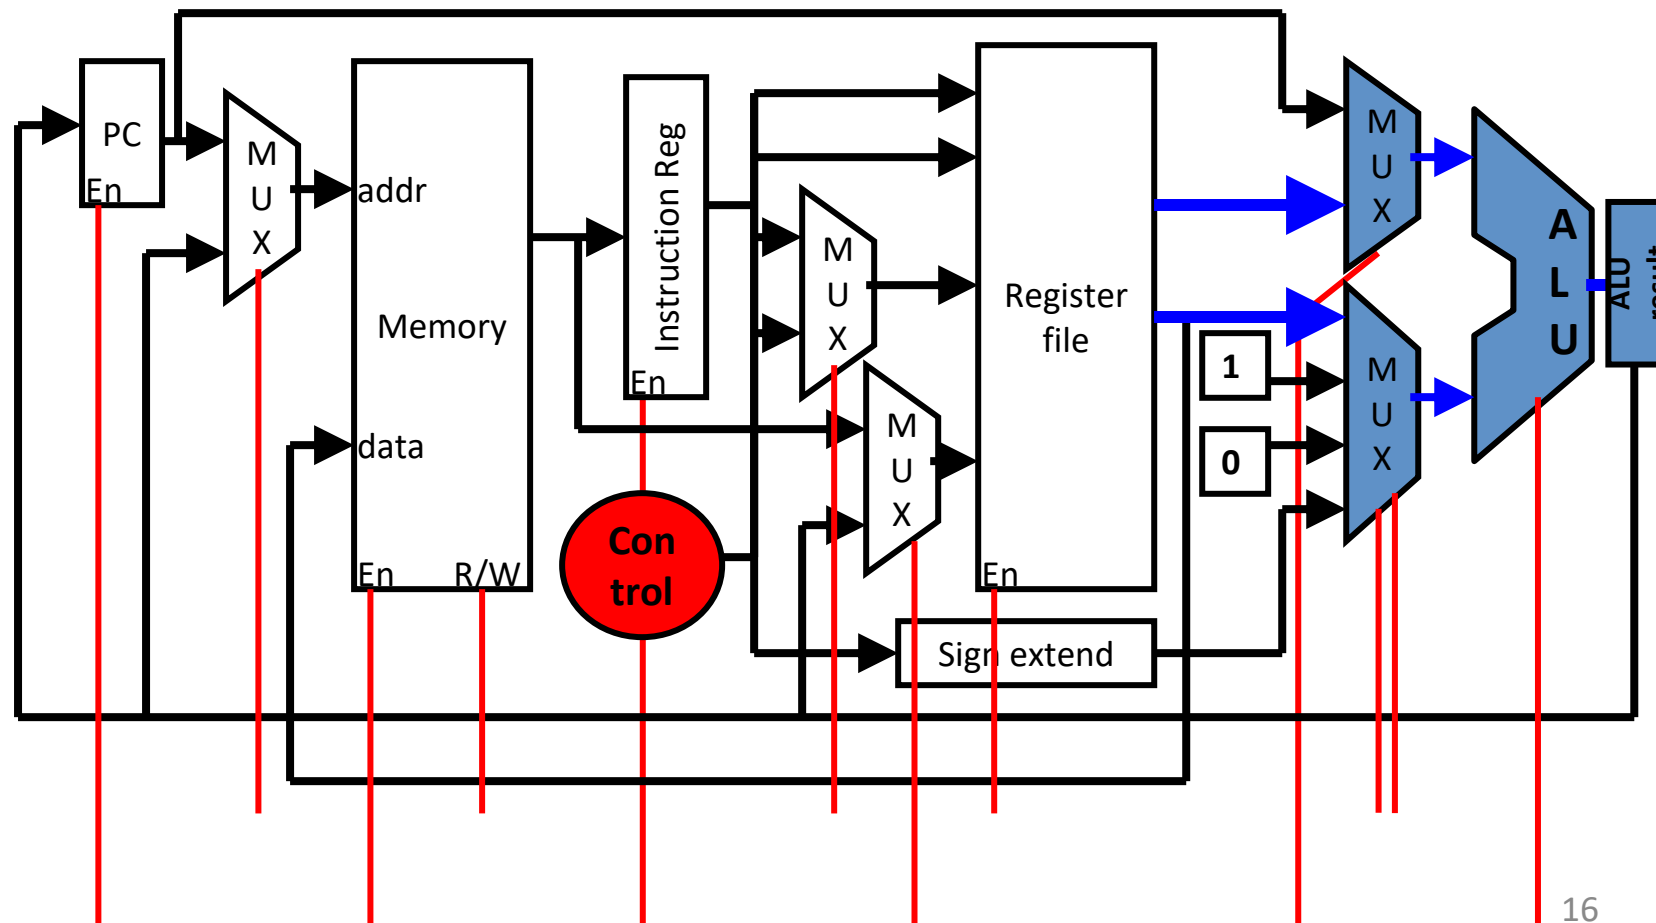 PC
En
M
U
X
addr
Memory
data
En
R/W
Instruction Reg
En
Con
trol
M
U
X
M
U
X
Register
file
En
Sign extend
1
0
M
U
X
M
U
X
A
L
U
ALU
result
16